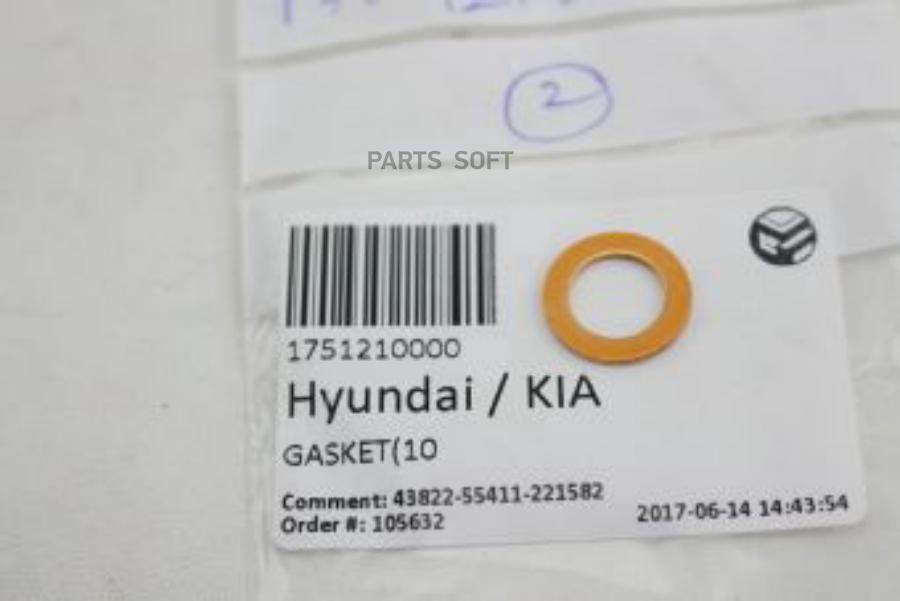 2
PARTS SOFT
1751210000
Hyundai / KIA
GASKET(10
Comment: 43822-55411-221582
Order #: 105632
2017-06-14 14:43:54